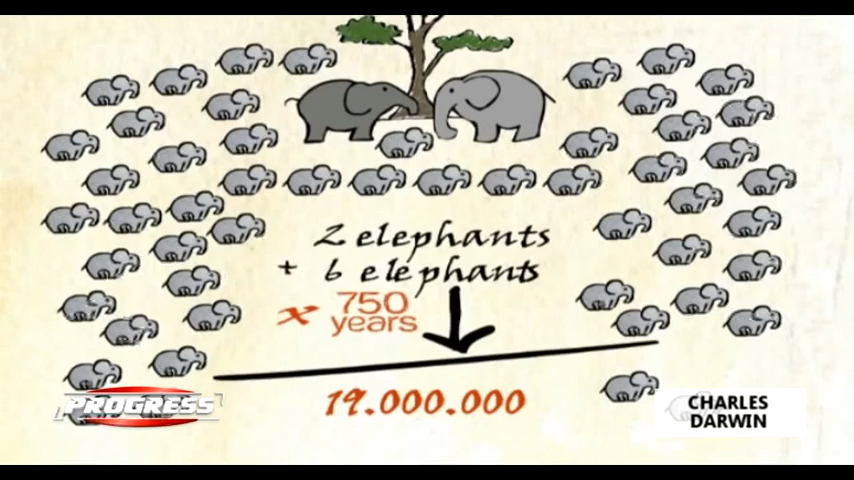 2 elephants
+ 6 elephants
x 750
years
19.000.000
PROGRESS
CHARLES
DARWIN